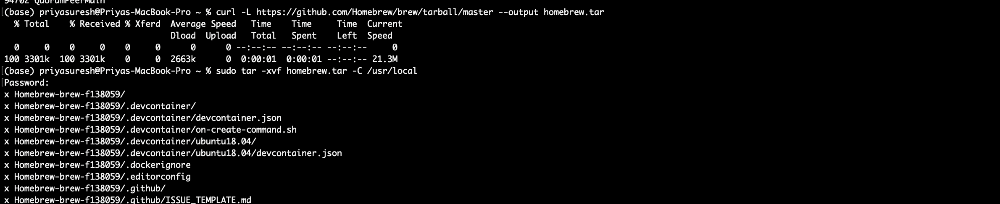 94702 QuorumPeerMain
(base) priyasuresh@Priyas-MacBook-Pro ~ % curl -L https://github.com/Homebrew/brew/tarball/master --output homebrew.tar
% Total % Received % Xferd Average Speed Time Time Time Current
Dload Upload Total Spent Left Speed
0 0 0 0 0 0 0 0 --:--:-- --:--:-- --:--:-- 0
100 3301k 100 3301k 0 0 2663k 0 0:00:01 0:00:01 --:--:-- 21.3M
(base) priyasuresh@Priyas-MacBook-Pro ~ % sudo tar -xvf homebrew.tar -C /usr/local
Password:
x Homebrew-brew-f138059/
x Homebrew-brew-f138059/.devcontainer/
x Homebrew-brew-f138059/.devcontainer/devcontainer.json
x Homebrew-brew-f138059/.devcontainer/on-create-command.sh
x Homebrew-brew-f138059/.devcontainer/ubuntu18.04/
x Homebrew-brew-f138059/.devcontainer/ubuntu18.04/devcontainer.json
x Homebrew-brew-f138059/.dockerignore
x Homebrew-brew-f138059/.editorconfig
x Homebrew-brew-f138059/.github/
x Homebrew-brew-f138059/.github/ISSUE_TEMPLATE.md